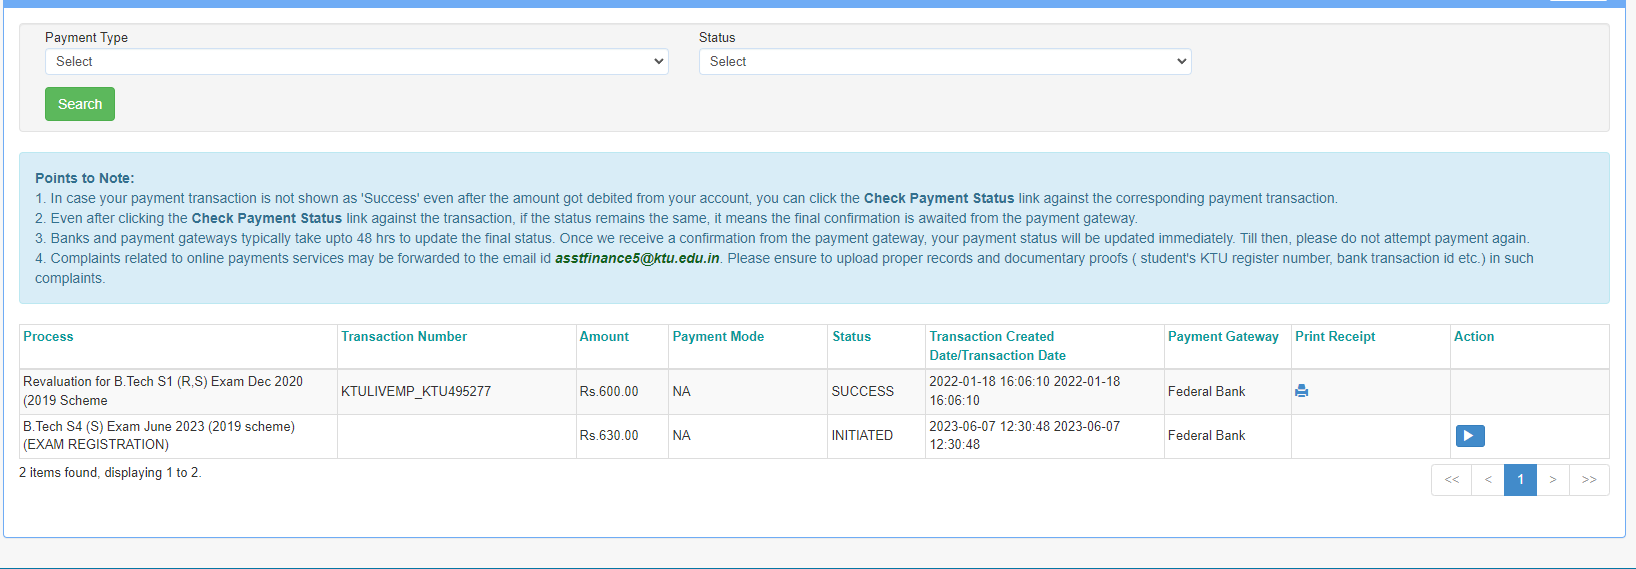 Payment Type
Status
Select
Select
Search
Points to Note:
1. In case your payment transaction is not shown as 'Success' even after the amount got debited from your account, you can click the Check Payment Status link against the corresponding payment transaction.
2. Even after clicking the Check Payment Status link against the transaction, if the status remains the same, it means the final confirmation is awaited from the payment gateway.
3. Banks and payment gateways typically take upto 48 hrs to update the final status. Once we receive a confirmation from the payment gateway, your payment status will be updated immediately. Till then, please do not attempt payment again.
4. Complaints related to online payments services may be forwarded to the email id asstfinance5@ktu.edu.in. Please ensure to upload proper records and documentary proofs ( student's KTU register number, bank transaction id etc.) in such
complaints.
Process
Transaction Number
Amount
Payment Mode
Status
Transaction Created
Date/Transaction Date
Payment Gateway
Print Receipt
Action
Revaluation for B.Tech S1 (R,S) Exam Dec 2020
(2019 Scheme
KTULIVEMP_KTU495277
Rs.600.00
NA
SUCCESS
2022-01-18 16:06:10 2022-01-18
16:06:10
Federal Bank
B.Tech S4 (S) Exam June 2023 (2019 scheme)
(EXAM REGISTRATION)
Rs.630.00
NA
INITIATED
2023-06-07 12:30:48 2023-06-07
12:30:48
Federal Bank
2 items found, displaying 1 to 2.
<< < 1 > >>